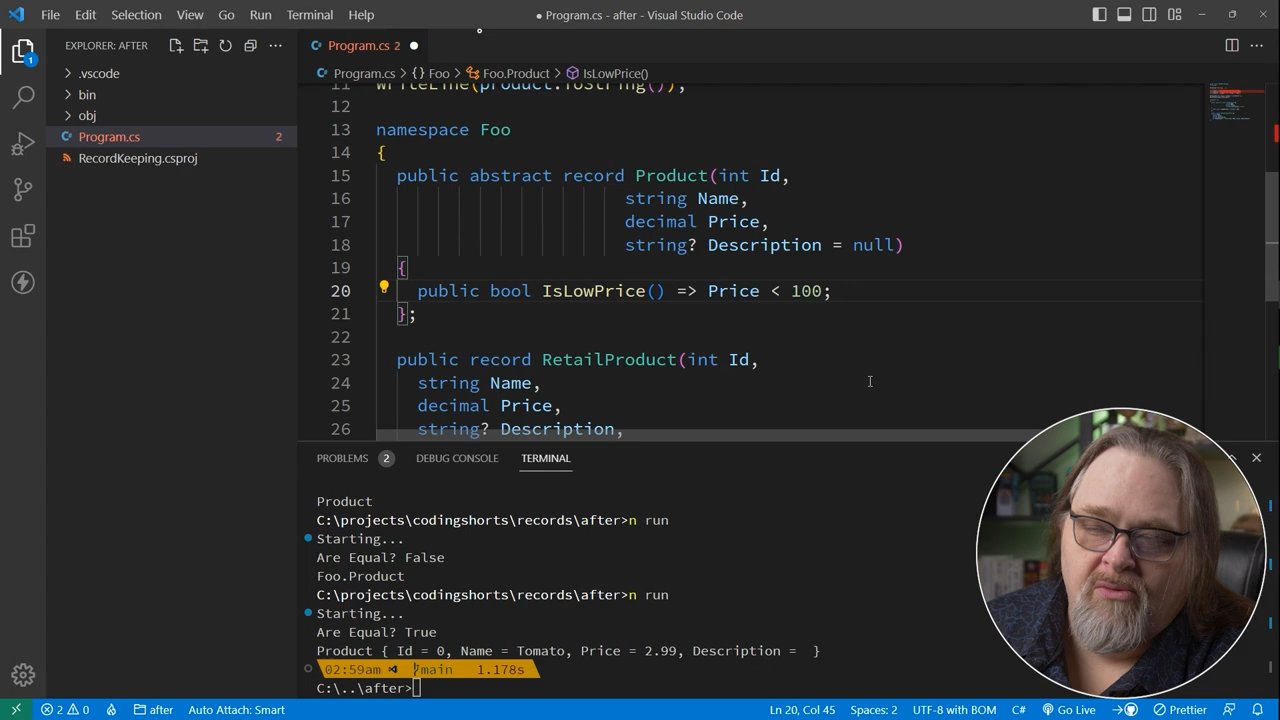 File Edit Selection View Go Run Terminal Help
● Program.cs - after - Visual Studio Code
EXPLORER: AFTER
1
.vscode
bin
obj
Program.cs 2
RecordKeeping.csproj
Program.cs 2 ●
Program.cs > {} Foo > Foo.Product > IsLowPrice()
11 WriteLine(product.ToString());
12
13 namespace Foo
14 {
15 public abstract record Product(int Id,
16 string Name,
17 decimal Price,
18 string? Description = null)
19 {
20 public bool IsLowPrice() => Price < 100;
21 };
22
23 public record RetailProduct(int Id,
24 string Name,
25 decimal Price,
26 string? Description,
PROBLEMS 2 DEBUG CONSOLE TERMINAL
Product
C:\projects\codingshorts\records\after>n run
Starting...
Are Equal? False
Foo.Product
C:\projects\codingshorts\records\after>n run
Starting...
Are Equal? True
Product { Id = 0, Name = Tomato, Price = 2.99, Description =  }
02:59am main 1.178s
C:\..\after>
2 0 after Auto Attach: Smart Ln 20, Col 45 Spaces: 2 UTF-8 with BOM CRLF C# Go Live Prettier